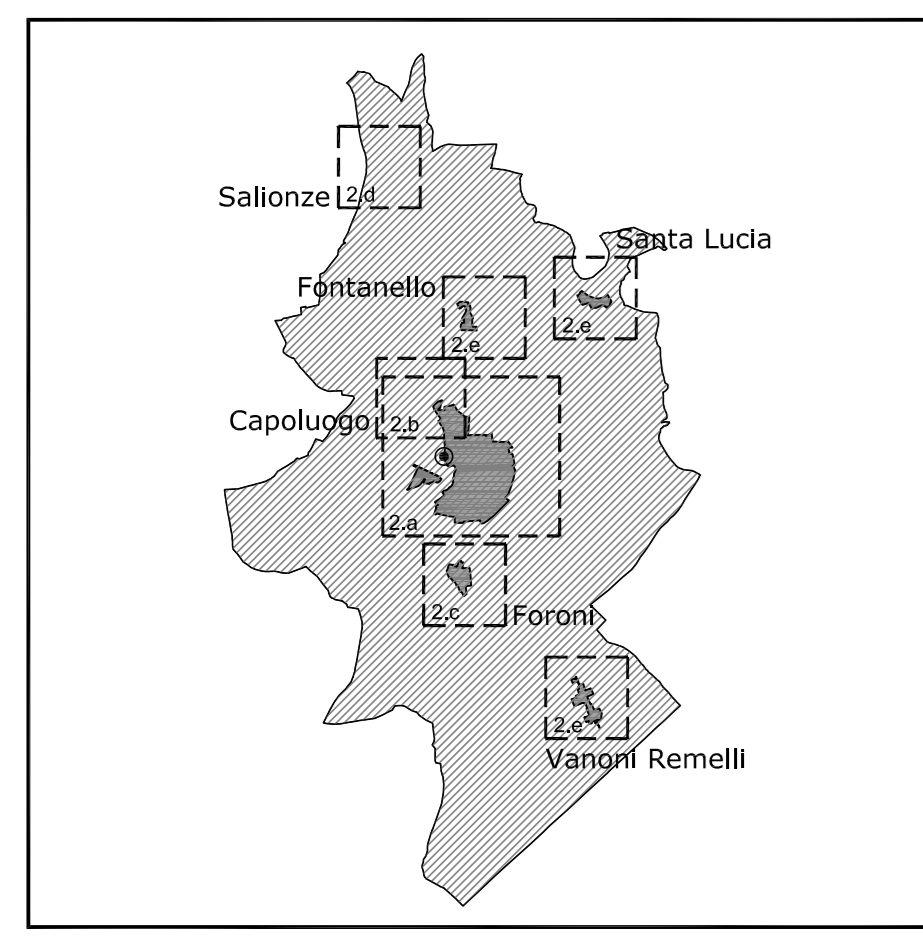 Salionze
2.d
Santa Lucia
Fontanello
2.e
2.e
Capoluogo
2.b
2.a
2.c
Foroni
2.e
Vanoni Remelli